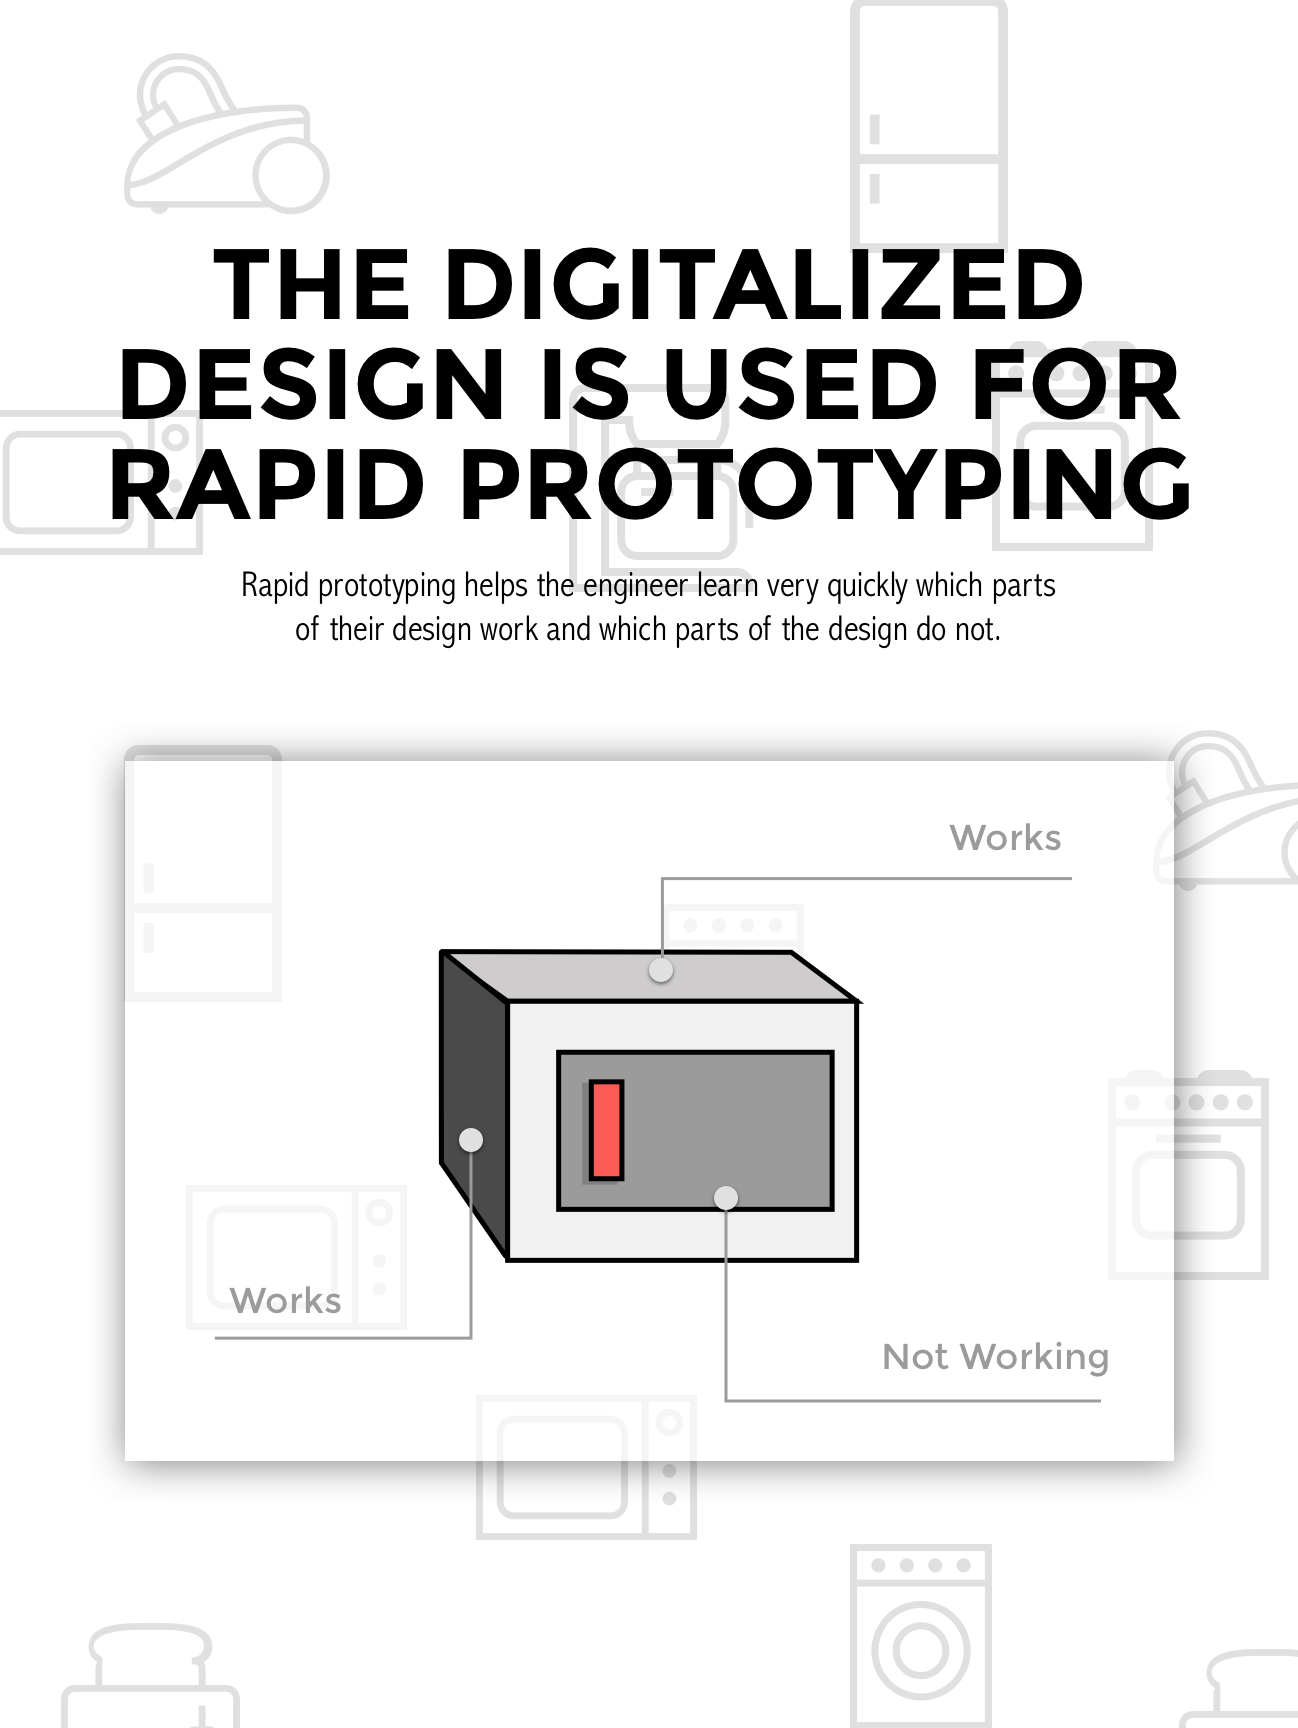 THE DIGITALIZED
DESIGN IS USED FOR
RAPID PROTOTYPING
Rapid prototyping helps the engineer learn very quickly which parts
of their design work and which parts of the design do not.
Works
Works
Not Working